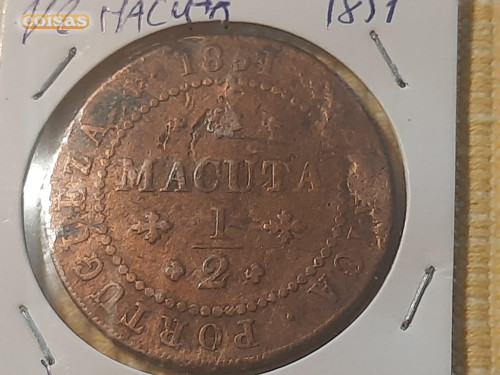 coisas
1/2 MACUTA 1851
1851
MACUTA
1
2
PORTUGUEZA